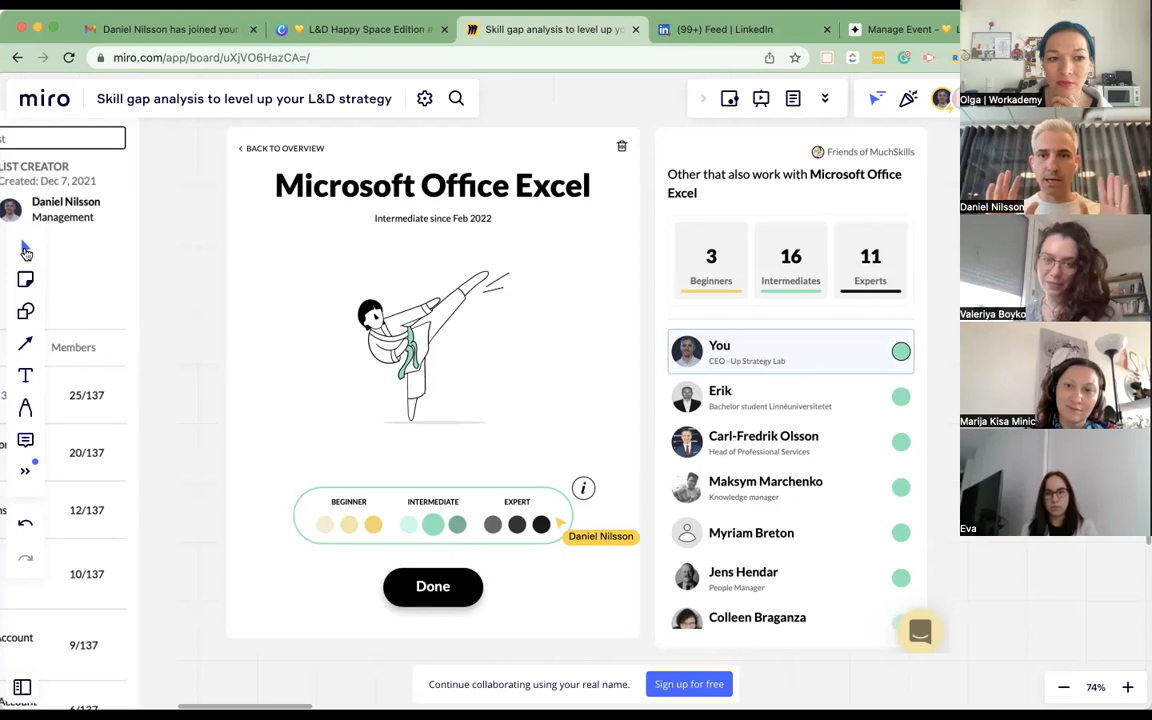 Daniel Nilsson has joined your
L&D Happy Space Edition
Skill gap analysis to level up yo
(99+) Feed | LinkedIn
Manage Event -
miro.com/app/board/uXjVO6HazCA=/
miro
Skill gap analysis to level up your L&D strategy
st
LIST CREATOR
Created: Dec 7, 2021
Daniel Nilsson
Management
Members
25/137
20/137
12/137
10/137
Account
9/137
Account
6/137
BACK TO OVERVIEW
Microsoft Office Excel
Intermediate since Feb 2022
BEGINNER INTERMEDIATE EXPERT
i
Daniel Nilsson
Done
Friends of MuchSkills
Other that also work with Microsoft Office
Excel
3 16 11
Beginners Intermediates Experts
You
CEO - Up Strategy Lab
Erik
Bachelor student Linnéuniversitetet
Carl-Fredrik Olsson
Head of Professional Services
Maksym Marchenko
Knowledge manager
Myriam Breton
Jens Hendar
People Manager
Colleen Braganza
Continue collaborating using your real name.
Sign up for free
74%
Olga | Workademy
Daniel Nilsson
Valeriya Boyko
Marija Kisa Minic
Eva